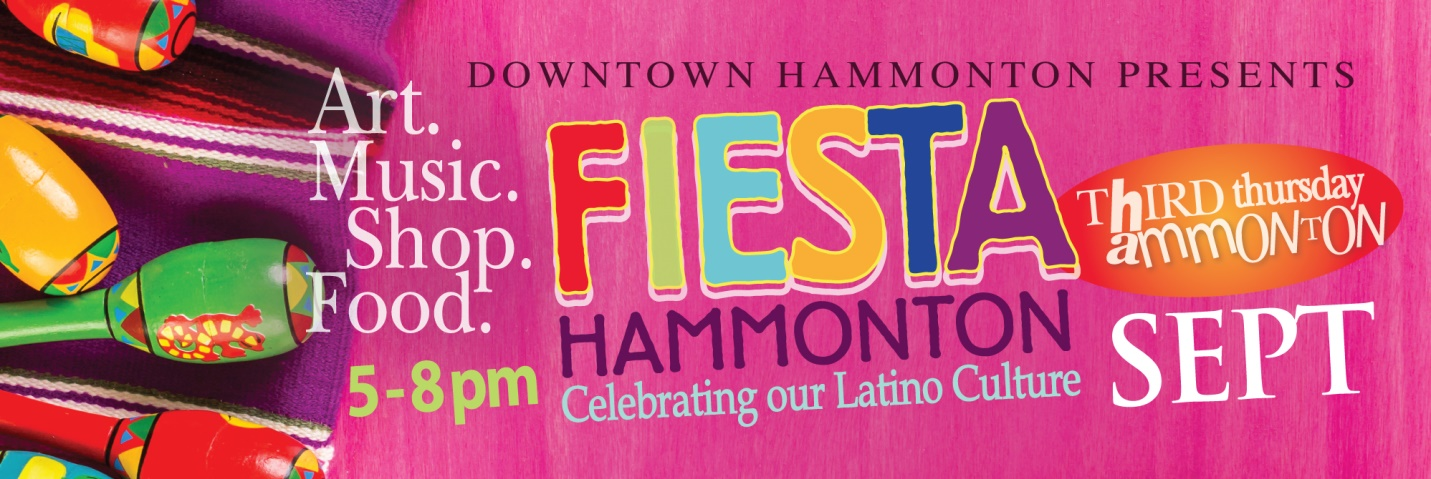 DOWNTOWN HAMMONTON PRESENTS
Art.
Music.
Shop.
Food.
5-8pm
FIESTA
HAMMONTON
Celebrating our Latino Culture
THIRD thursday
hammONTON
SEPT